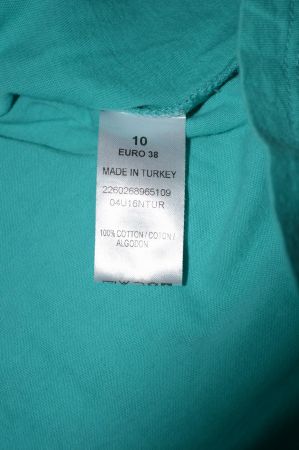 10
EURO 38
MADE IN TURKEY
2260268965109
04U16NTUR
100% COTTON / COTON /
ALGODON